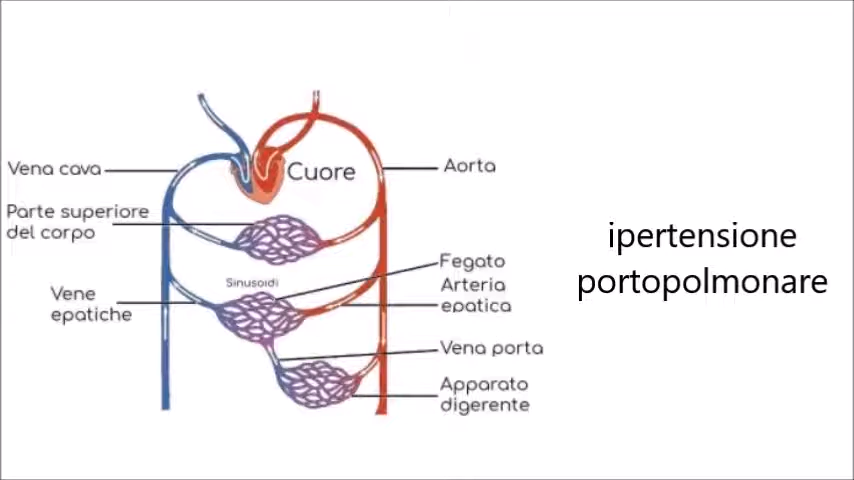 Vena cava
Cuore
Aorta
Parte superiore
del corpo
Fegato
Sinusoidi
Arteria
epatica
Vene
epatiche
Vena porta
Apparato
digerente
ipertensione
portopolmonare